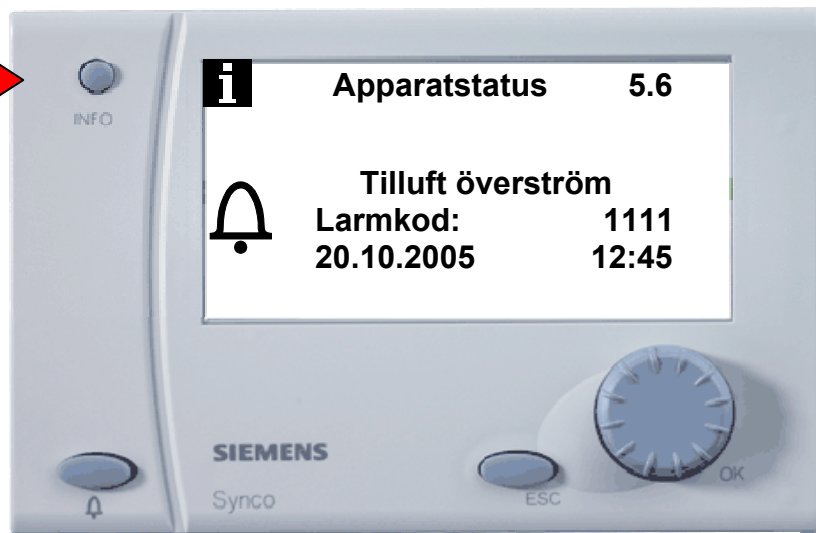 INFO
i Apparatstatus 5.6
Tilluft överström
Larmkod: 1111
20.10.2005 12:45
SIEMENS
Synco
ESC
OK